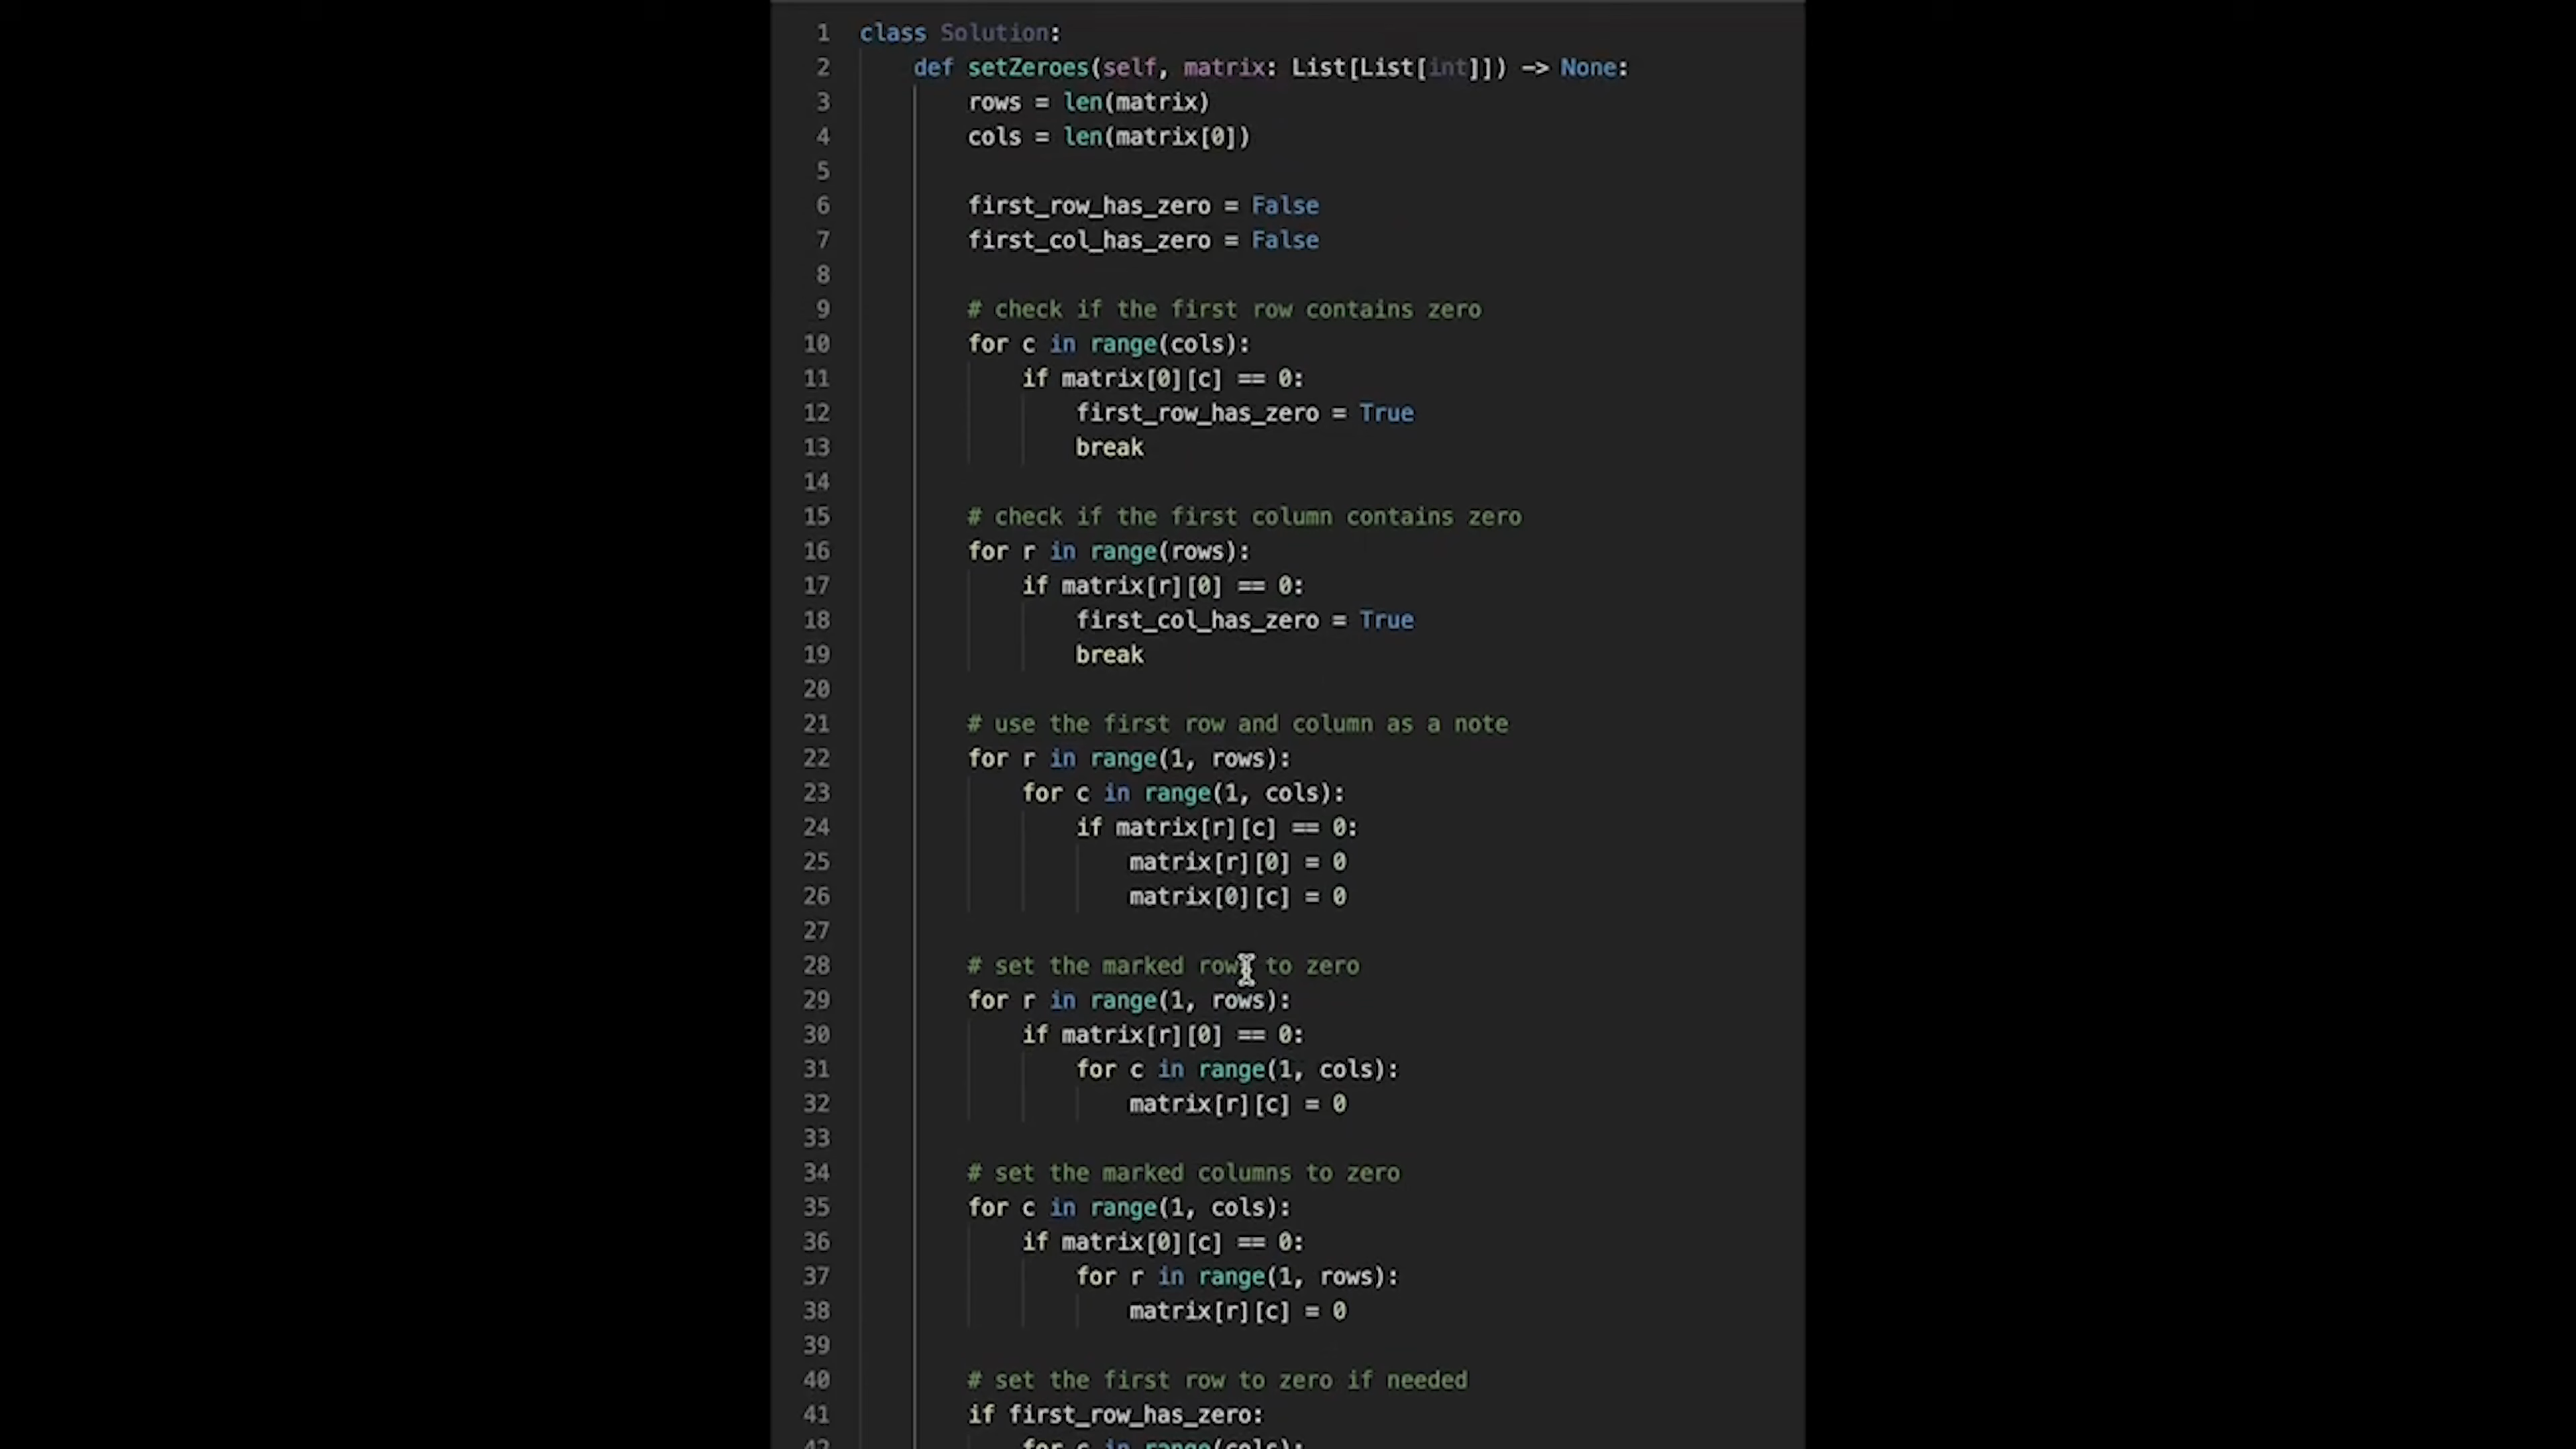 1 class Solution:
2 def setZeroes(self, matrix: List[List[int]]) -> None:
3 rows = len(matrix)
4 cols = len(matrix[0])
5
6 first_row_has_zero = False
7 first_col_has_zero = False
8
9 # check if the first row contains zero
10 for c in range(cols):
11 if matrix[0][c] == 0:
12 first_row_has_zero = True
13 break
14
15 # check if the first column contains zero
16 for r in range(rows):
17 if matrix[r][0] == 0:
18 first_col_has_zero = True
19 break
20
21 # use the first row and column as a note
22 for r in range(1, rows):
23 for c in range(1, cols):
24 if matrix[r][c] == 0:
25 matrix[r][0] = 0
26 matrix[0][c] = 0
27
28 # set the marked rows to zero
29 for r in range(1, rows):
30 if matrix[r][0] == 0:
31 for c in range(1, cols):
32 matrix[r][c] = 0
33
34 # set the marked columns to zero
35 for c in range(1, cols):
36 if matrix[0][c] == 0:
37 for r in range(1, rows):
38 matrix[r][c] = 0
39
40 # set the first row to zero if needed
41 if first_row_has_zero:
42 for c in range(cols):